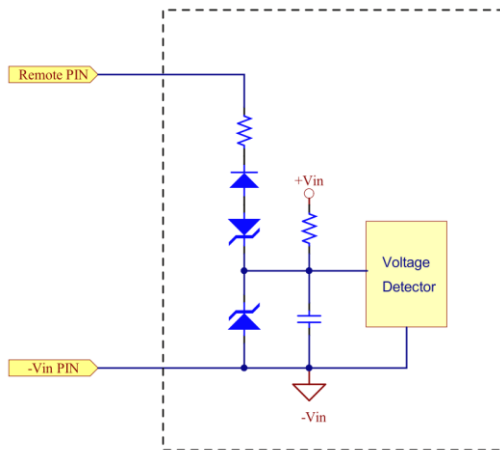 Remote PIN
+Vin
Voltage
Detector
-Vin PIN
-Vin